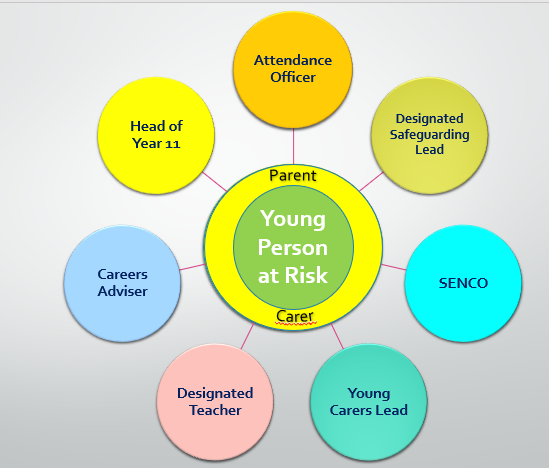 Attendance
Officer
Head of
Year 11
Designated
Safeguarding
Lead
Parent
Young
Person
at Risk
Carer
Careers
Adviser
SENCO
Designated
Teacher
Young
Carers Lead